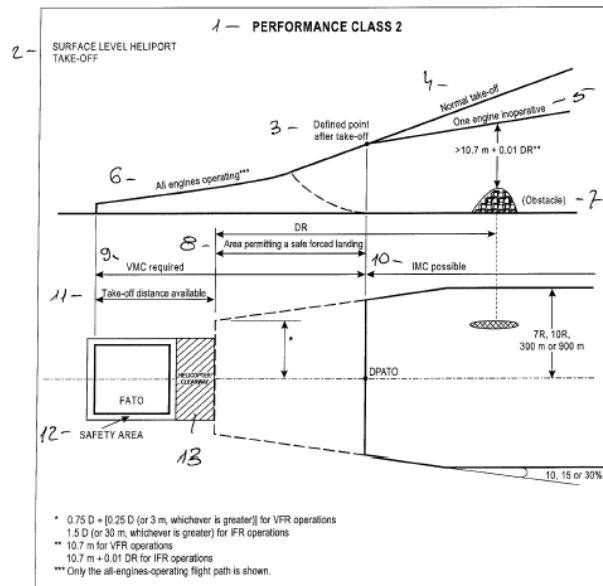 1 — PERFORMANCE CLASS 2
2 — SURFACE LEVEL HELIPORT
TAKE-OFF
4 — Normal take-off
One engine inoperative — 5
3 — Defined point
after take-off
>10.7 m + 0.01 DR**
6 — All engines operating***
(Obstacle) — 7
DR
8 — Area permitting a safe forced landing
9 — VMC required
10 — IMC possible
11 — Take-off distance available
*
7R, 10R,
300 m or 900 m
HELICOPTER
CLEARWAY
DPATO
FATO
12 — SAFETY AREA
13
10, 15 or 30%
* 0.75 D + [0.25 D (or 3 m, whichever is greater)] for VFR operations
1.5 D (or 30 m, whichever is greater) for IFR operations
** 10.7 m for VFR operations
10.7 m + 0.01 DR for IFR operations
*** Only the all-engines-operating flight path is shown.